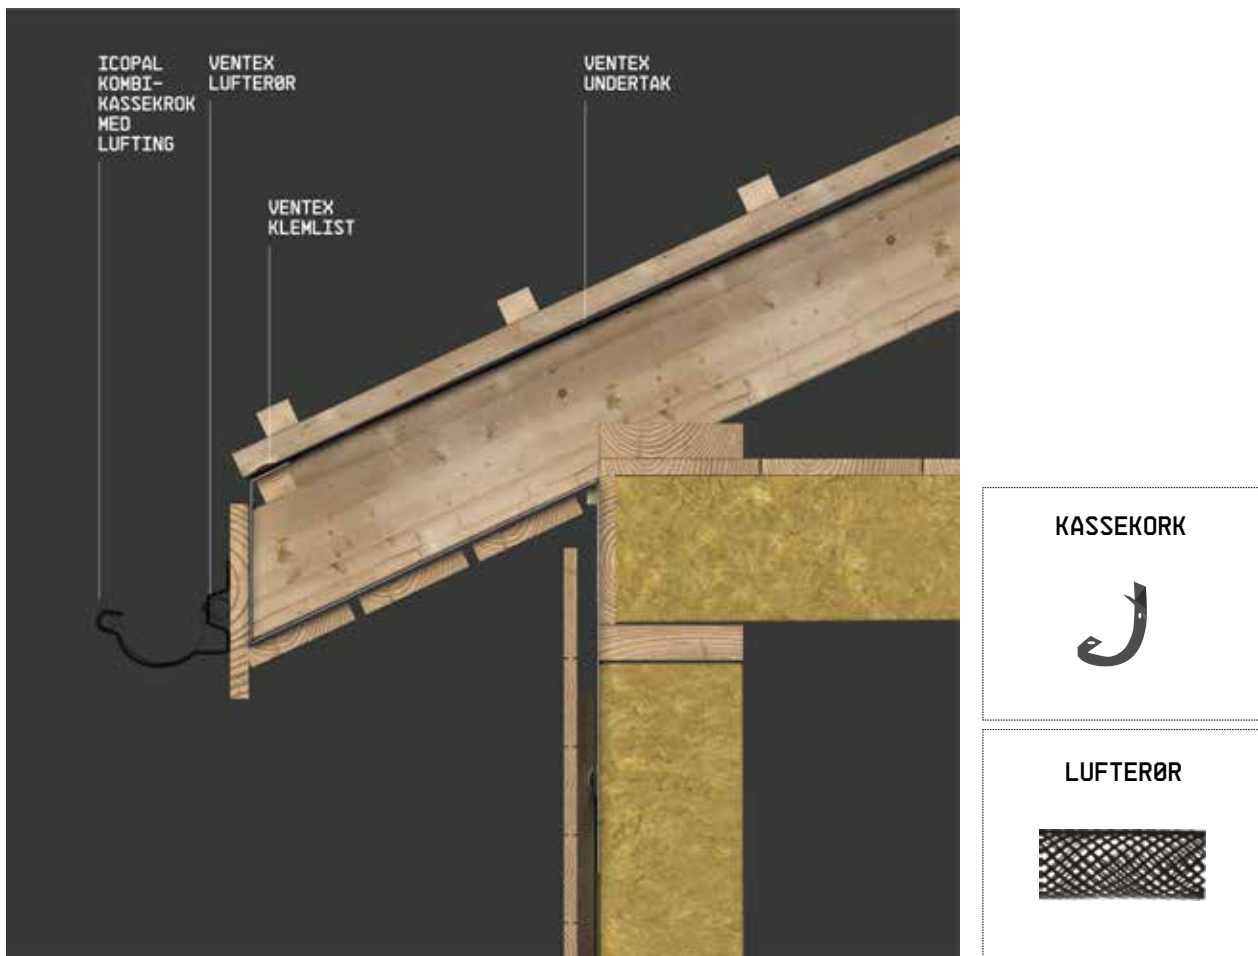 ICOPAL
KOMBI-
KASSEKROK
MED
LUFTING
VENTEX
LUFTERØR
VENTEX
UNDERTAK
VENTEX
KLEMLIST
KASSEKORK
LUFTERØR